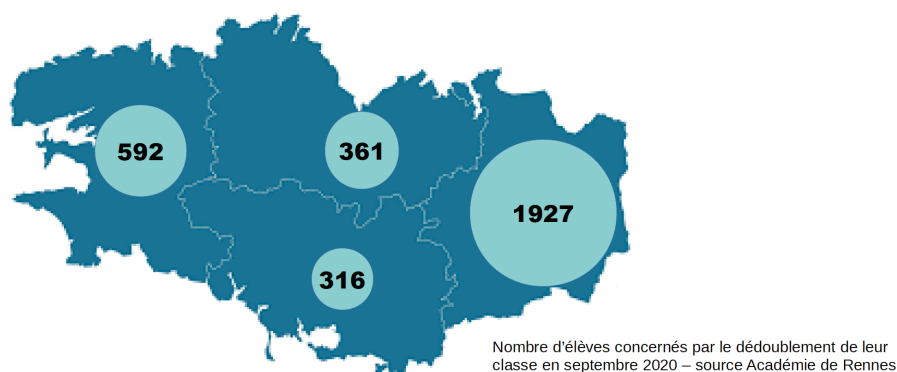 592
361
1927
316
Nombre d’élèves concernés par le dédoublement de leur
classe en septembre 2020 – source Académie de Rennes